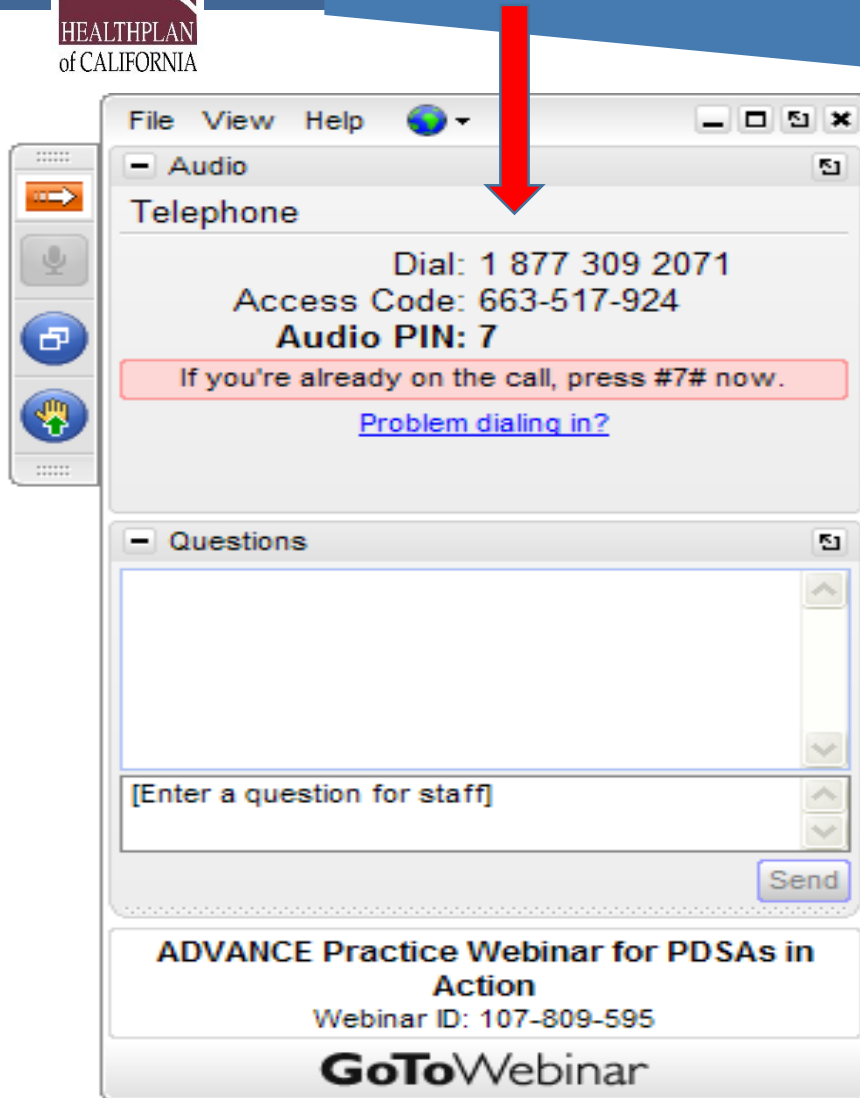 HEALTHPLAN
of CALIFORNIA
File View Help
Audio
Telephone
Dial: 1 877 309 2071
Access Code: 663-517-924
Audio PIN: 7
If you're already on the call, press #7# now.
Problem dialing in?
Questions
[Enter a question for staff]
Send
ADVANCE Practice Webinar for PDSAs in
Action
Webinar ID: 107-809-595
GoToWebinar